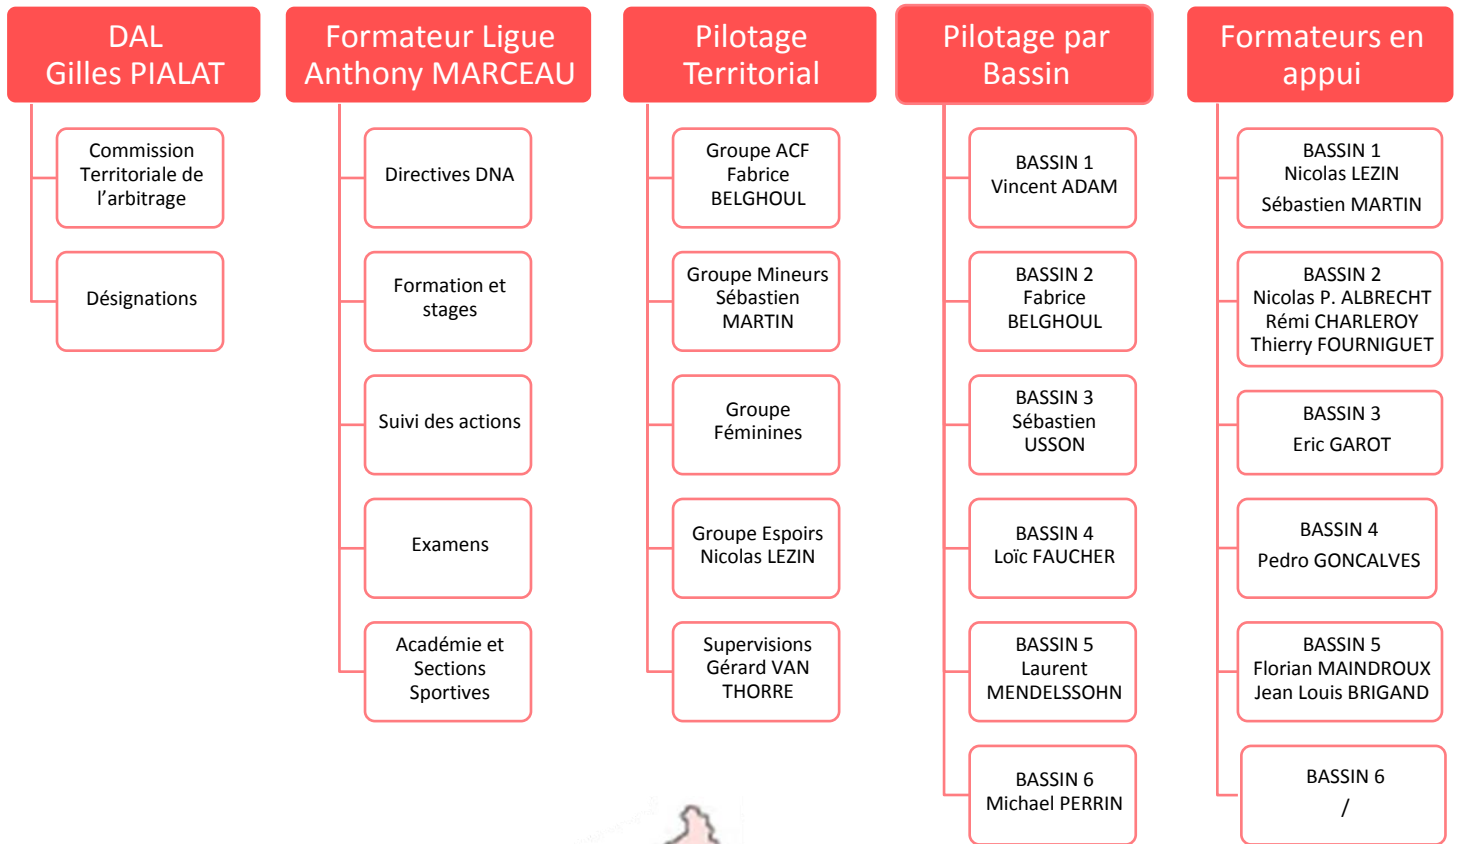 DAL
Gilles PIALAT
Commission
Territoriale de
l'arbitrage
Désignations
Formateur Ligue
Anthony MARCEAU
Directives DNA
Formation et
stages
Suivi des actions
Examens
Académie et
Sections
Sportives
Pilotage
Territorial
Groupe ACF
Fabrice
BELGHOUL
Groupe Mineurs
Sébastien
MARTIN
Groupe
Féminines
Groupe Espoirs
Nicolas LEZIN
Supervisions
Gérard VAN
THORRE
Pilotage par
Bassin
BASSIN 1
Vincent ADAM
BASSIN 2
Fabrice
BELGHOUL
BASSIN 3
Sébastien
USSON
BASSIN 4
Loïc FAUCHER
BASSIN 5
Laurent
MENDELSSOHN
BASSIN 6
Michael PERRIN
Formateurs en
appui
BASSIN 1
Nicolas LEZIN
Sébastien MARTIN
BASSIN 2
Nicolas P. ALBRECHT
Rémi CHARLEROY
Thierry FOURNIGUET
BASSIN 3
Eric GAROT
BASSIN 4
Pedro GONCALVES
BASSIN 5
Florian MAINDROUX
Jean Louis BRIGAND
BASSIN 6
/